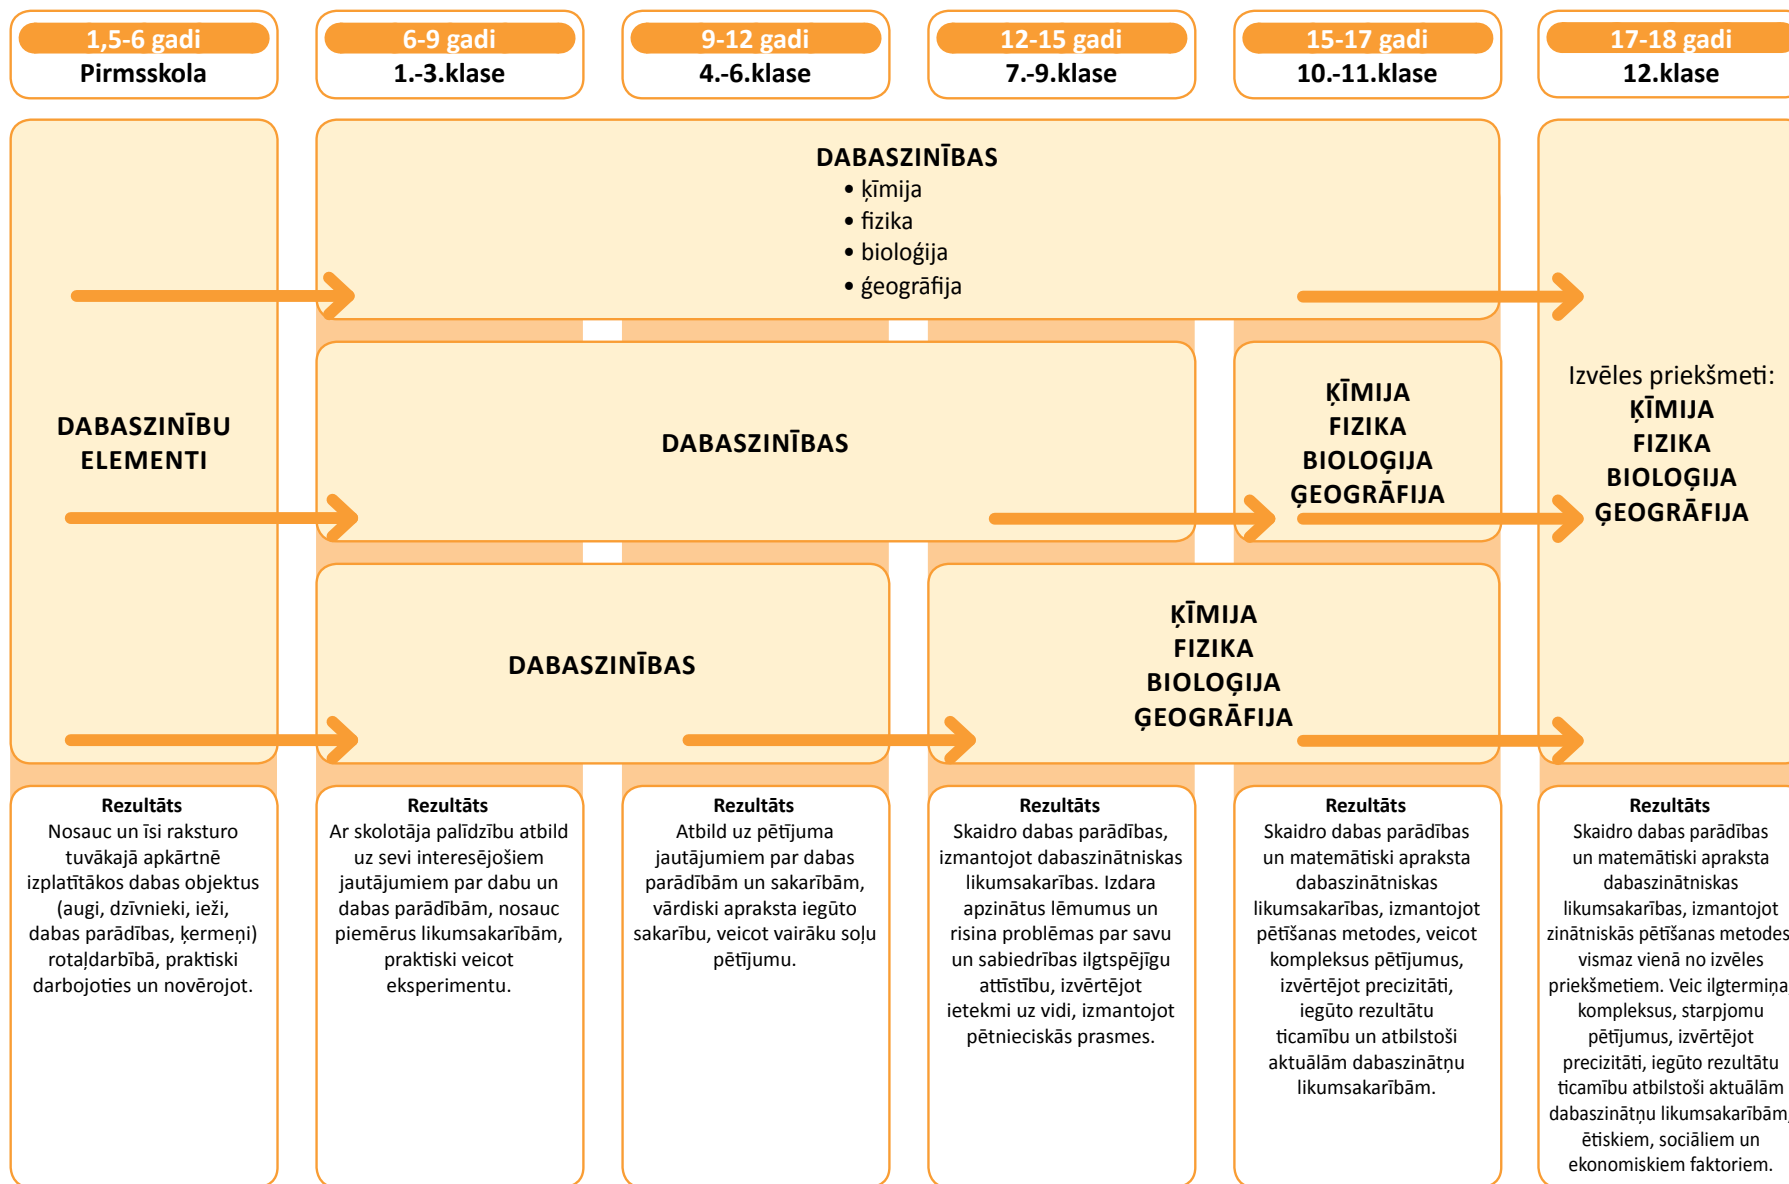 1,5-6 gadi
Pirmsskola
6-9 gadi
1.-3.klase
9-12 gadi
4.-6.klase
12-15 gadi
7.-9.klase
15-17 gadi
10.-11.klase
17-18 gadi
12.klase
DABASZINĪBU
ELEMENTI
DABASZINĪBAS
• ķīmija
• fizika
• bioloģija
• ģeogrāfija
DABASZINĪBAS
ĶĪMIJA
FIZIKA
BIOLOĢIJA
ĢEOGRĀFIJA
DABASZINĪBAS
ĶĪMIJA
FIZIKA
BIOLOĢIJA
ĢEOGRĀFIJA
Izvēles priekšmeti:
ĶĪMIJA
FIZIKA
BIOLOĢIJA
ĢEOGRĀFIJA
Rezultāts
Nosauc un īsi raksturo
tuvākajā apkārtnē
izplatītākos dabas objektus
(augi, dzīvnieki, ieži,
dabas parādības, ķermeņi)
rotaļdarbībā, praktiski
darbojoties un novērojot.
Rezultāts
Ar skolotāja palīdzību atbild
uz sevi interesējošiem
jautājumiem par dabu un
dabas parādībām, nosauc
piemērus likumsakarībām,
praktiski veicot
eksperimentu.
Rezultāts
Atbild uz pētījuma
jautājumiem par dabas
parādībām un sakarībām,
vārdiski apraksta iegūto
sakarību, veicot vairāku soļu
pētījumu.
Rezultāts
Skaidro dabas parādības,
izmantojot dabaszinātniskas
likumsakarības. Izdara
apzinātus lēmumus un
risina problēmas par savu
un sabiedrības ilgtspējīgu
attīstību, izvērtējot
ietekmi uz vidi, izmantojot
pētnieciskās prasmes.
Rezultāts
Skaidro dabas parādības
un matemātiski apraksta
dabaszinātniskas
likumsakarības, izmantojot
pētīšanas metodes, veicot
kompleksus pētījumus,
izvērtējot precizitāti,
iegūto rezultātu
ticamību un atbilstoši
aktuālām dabaszinātņu
likumsakarībām.
Rezultāts
Skaidro dabas parādības
un matemātiski apraksta
dabaszinātniskas
likumsakarības, izmantojot
zinātniskās pētīšanas metodes
vismaz vienā no izvēles
priekšmetiem. Veic ilgtermiņa,
kompleksus, starpjomu
pētījumus, izvērtējot
precizitāti, iegūto rezultātu
ticamību atbilstoši aktuālām
dabaszinātņu likumsakarībām,
ētiskiem, sociāliem un
ekonomiskiem faktoriem.